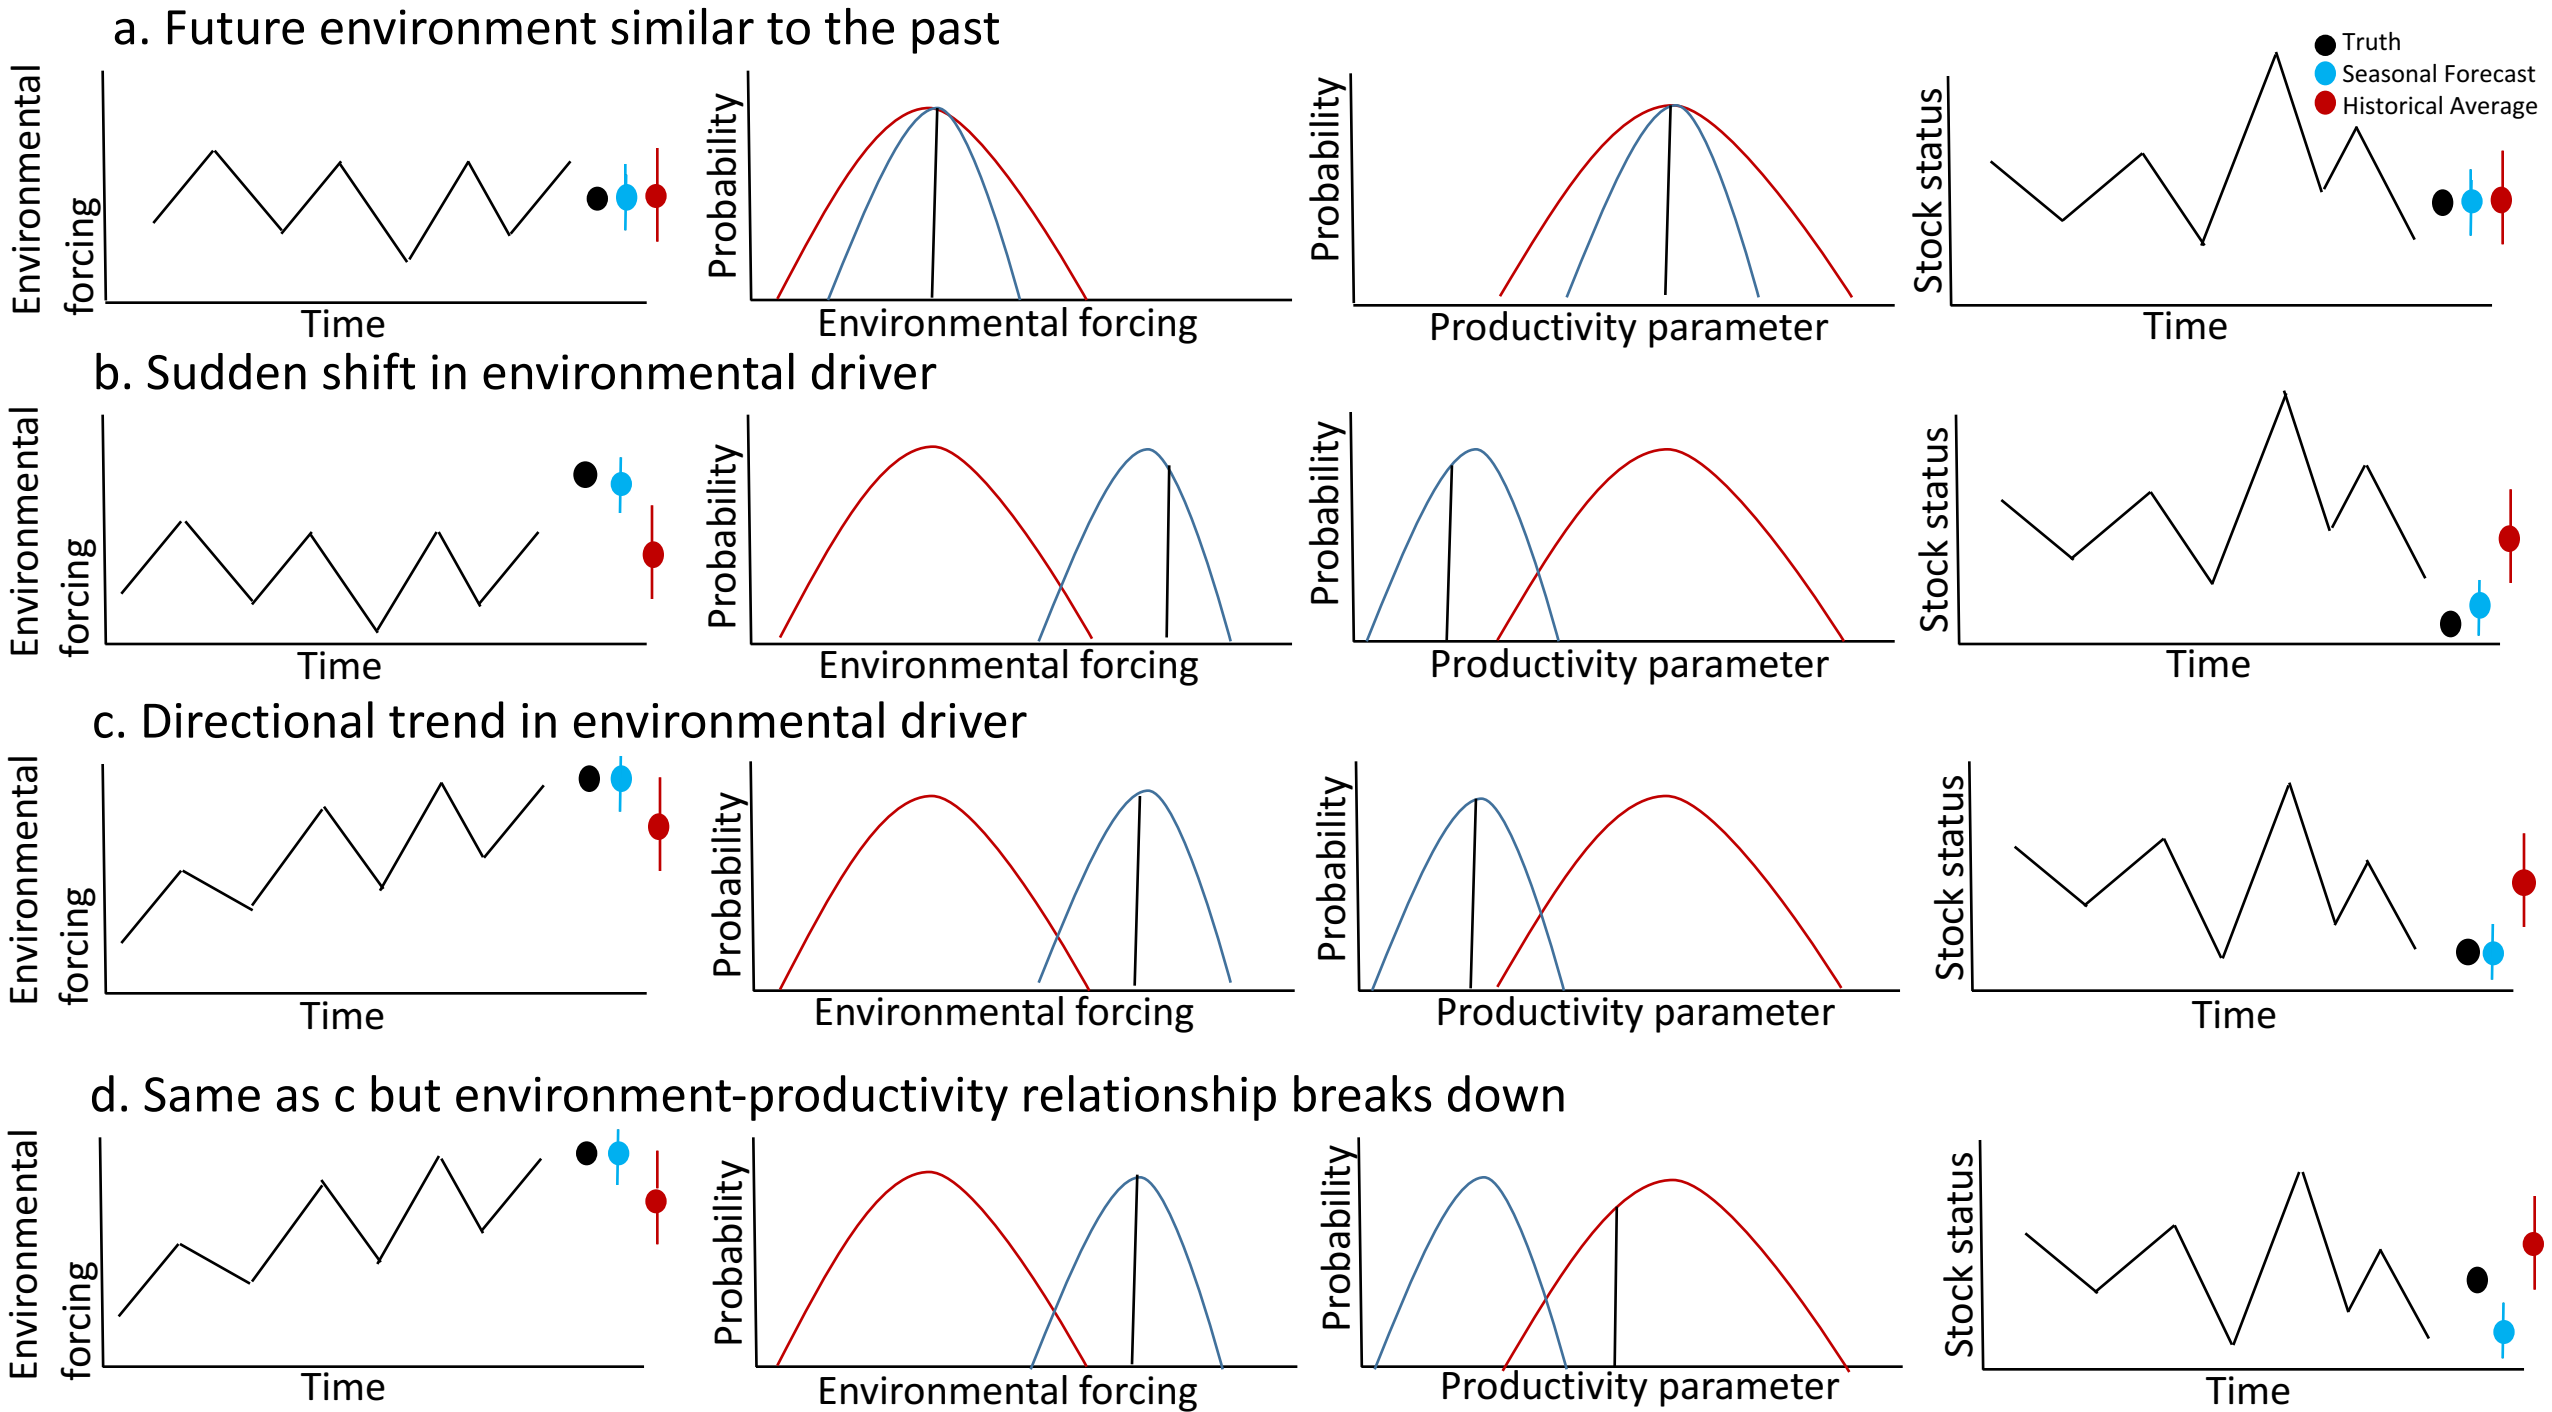 a. Future environment similar to the past
Truth
Seasonal Forecast
Historical Average
Environmental
forcing
Time
Probability
Environmental forcing
Probability
Productivity parameter
Stock status
Time
b. Sudden shift in environmental driver
Environmental
forcing
Time
Probability
Environmental forcing
Probability
Productivity parameter
Stock status
Time
c. Directional trend in environmental driver
Environmental
forcing
Time
Probability
Environmental forcing
Probability
Productivity parameter
Stock status
Time
d. Same as c but environment-productivity relationship breaks down
Environmental
forcing
Time
Probability
Environmental forcing
Probability
Productivity parameter
Stock status
Time